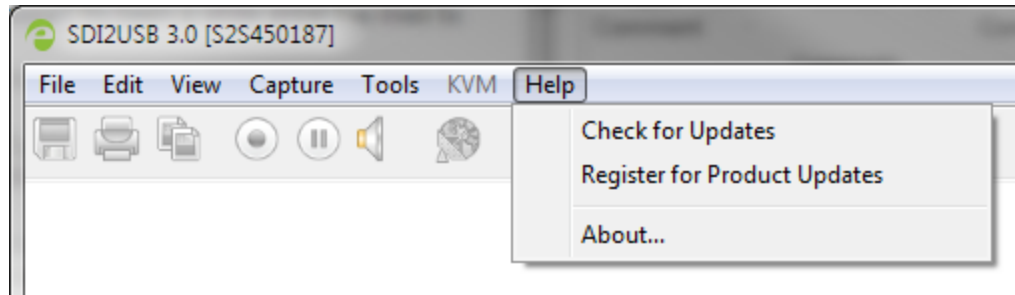 SDI2USB 3.0 [S2S450187]
File Edit View Capture Tools KVM Help
Check for Updates
Register for Product Updates
About...